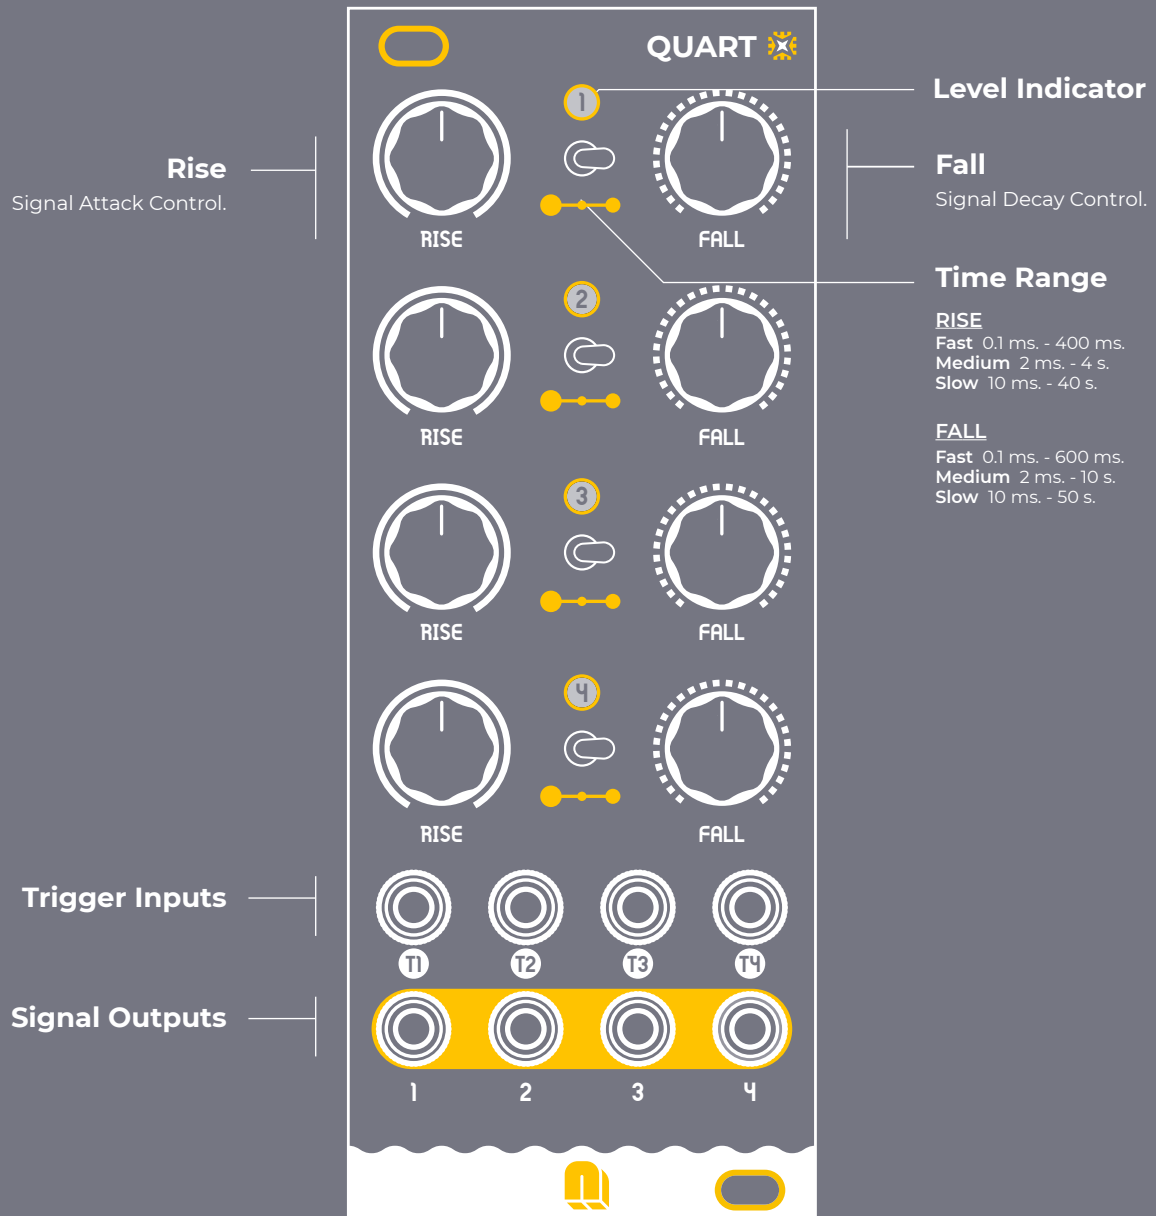 QUART
1
Level Indicator
Rise
Signal Attack Control.
Fall
Signal Decay Control.
RISE
FALL
Time Range
RISE
Fast 0.1 ms. - 400 ms.
Medium 2 ms. - 4 s.
Slow 10 ms. - 40 s.
FALL
Fast 0.1 ms. - 600 ms.
Medium 2 ms. - 10 s.
Slow 10 ms. - 50 s.
2
RISE
FALL
3
RISE
FALL
4
RISE
FALL
Trigger Inputs
T1 T2 T3 T4
Signal Outputs
1 2 3 4